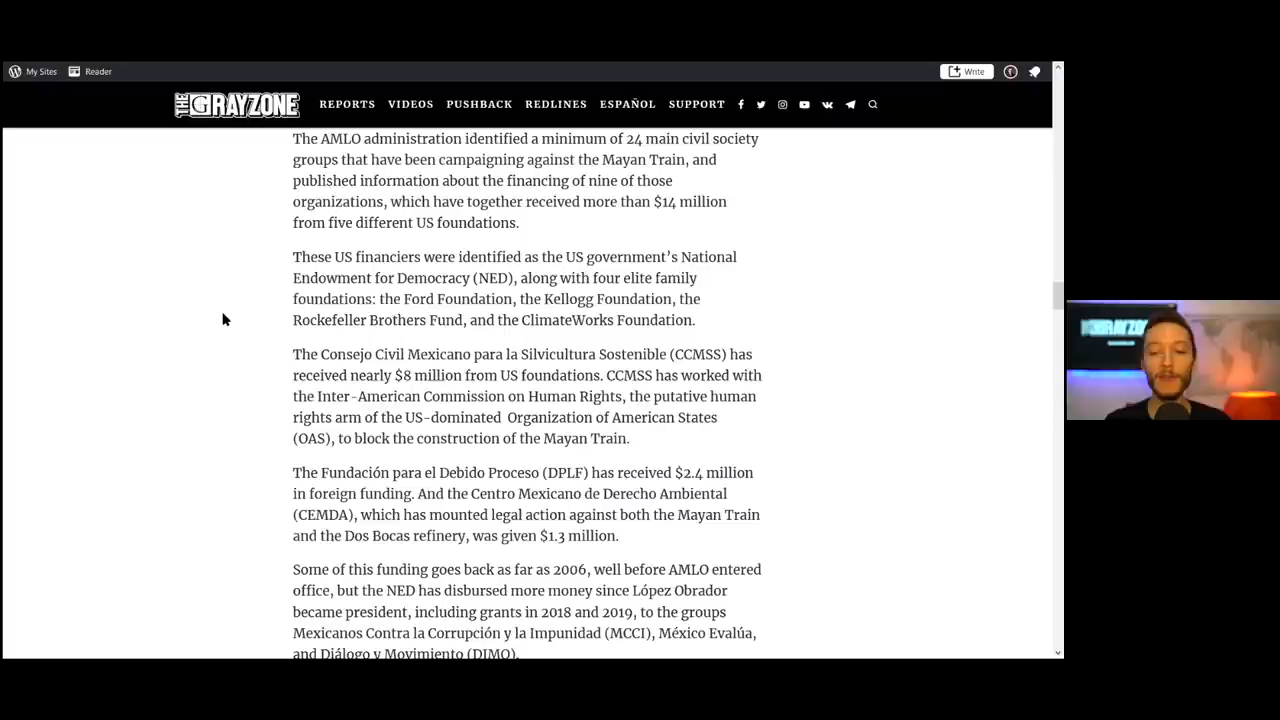 My Sites Reader Write
THE GRAYZONE REPORTS VIDEOS PUSHBACK REDLINES ESPAÑOL SUPPORT
The AMLO administration identified a minimum of 24 main civil society
groups that have been campaigning against the Mayan Train, and
published information about the financing of nine of those
organizations, which have together received more than $14 million
from five different US foundations.
These US financiers were identified as the US government’s National
Endowment for Democracy (NED), along with four elite family
foundations: the Ford Foundation, the Kellogg Foundation, the
Rockefeller Brothers Fund, and the ClimateWorks Foundation.
The Consejo Civil Mexicano para la Silvicultura Sostenible (CCMSS) has
received nearly $8 million from US foundations. CCMSS has worked with
the Inter-American Commission on Human Rights, the putative human
rights arm of the US-dominated Organization of American States
(OAS), to block the construction of the Mayan Train.
The Fundación para el Debido Proceso (DPLF) has received $2.4 million
in foreign funding. And the Centro Mexicano de Derecho Ambiental
(CEMDA), which has mounted legal action against both the Mayan Train
and the Dos Bocas refinery, was given $1.3 million.
Some of this funding goes back as far as 2006, well before AMLO entered
office, but the NED has disbursed more money since López Obrador
became president, including grants in 2018 and 2019, to the groups
Mexicanos Contra la Corrupción y la Impunidad (MCCI), México Evalúa,
and Diálogo y Movimiento (DIMO).